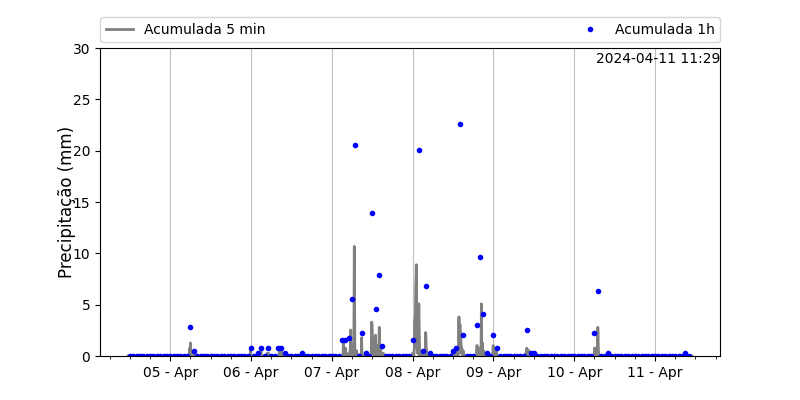 Acumulada 5 min
Acumulada 1h
2024-04-11 11:29
Precipitação (mm)
30
25
20
15
10
5
0
05 - Apr
06 - Apr
07 - Apr
08 - Apr
09 - Apr
10 - Apr
11 - Apr